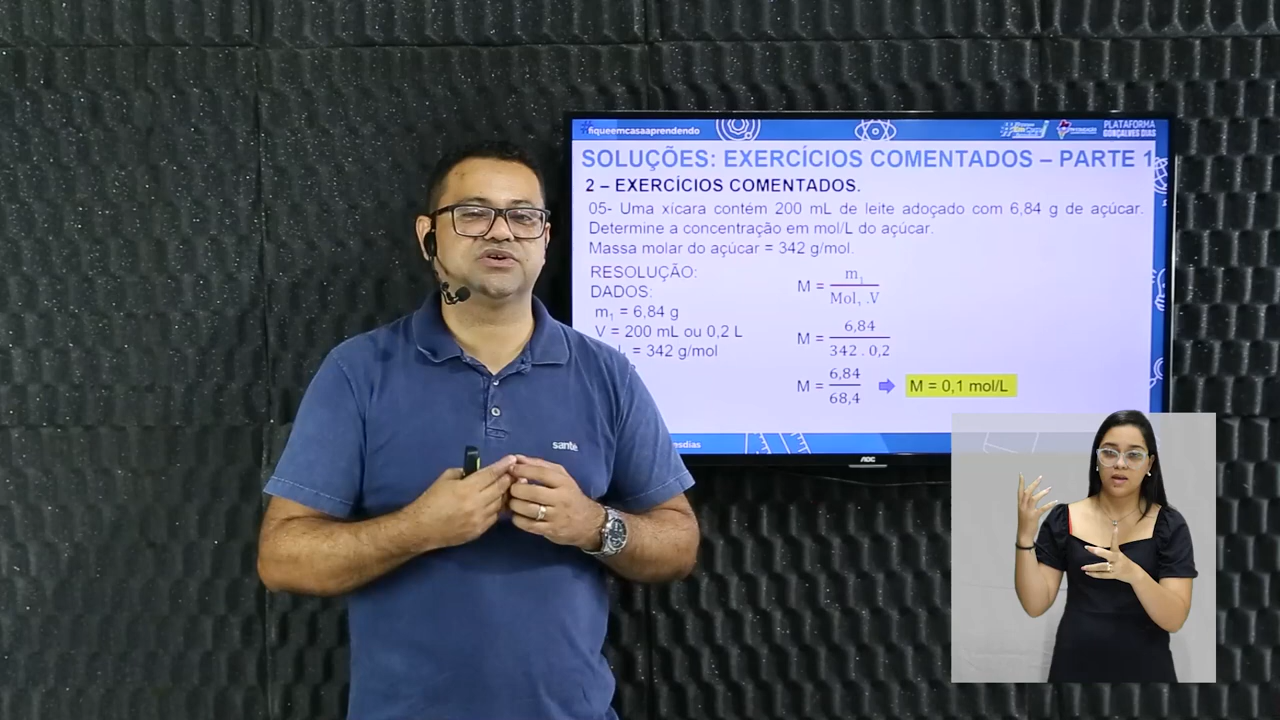 #fiqueemcasaaprendendo
PLATAFORMA
GONÇALVES DIAS
SOLUÇÕES: EXERCÍCIOS COMENTADOS – PARTE 1
2 – EXERCÍCIOS COMENTADOS.
05- Uma xícara contém 200 mL de leite adoçado com 6,84 g de açúcar.
Determine a concentração em mol/L do açúcar.
Massa molar do açúcar = 342 g/mol.
RESOLUÇÃO:
DADOS:
m₁ = 6,84 g
V = 200 mL ou 0,2 L
= 342 g/mol
M = m₁ / Mol₁ .V
M = 6,84 / 342 . 0,2
M = 6,84 / 68,4
M = 0,1 mol/L
esdias
AOC
santé